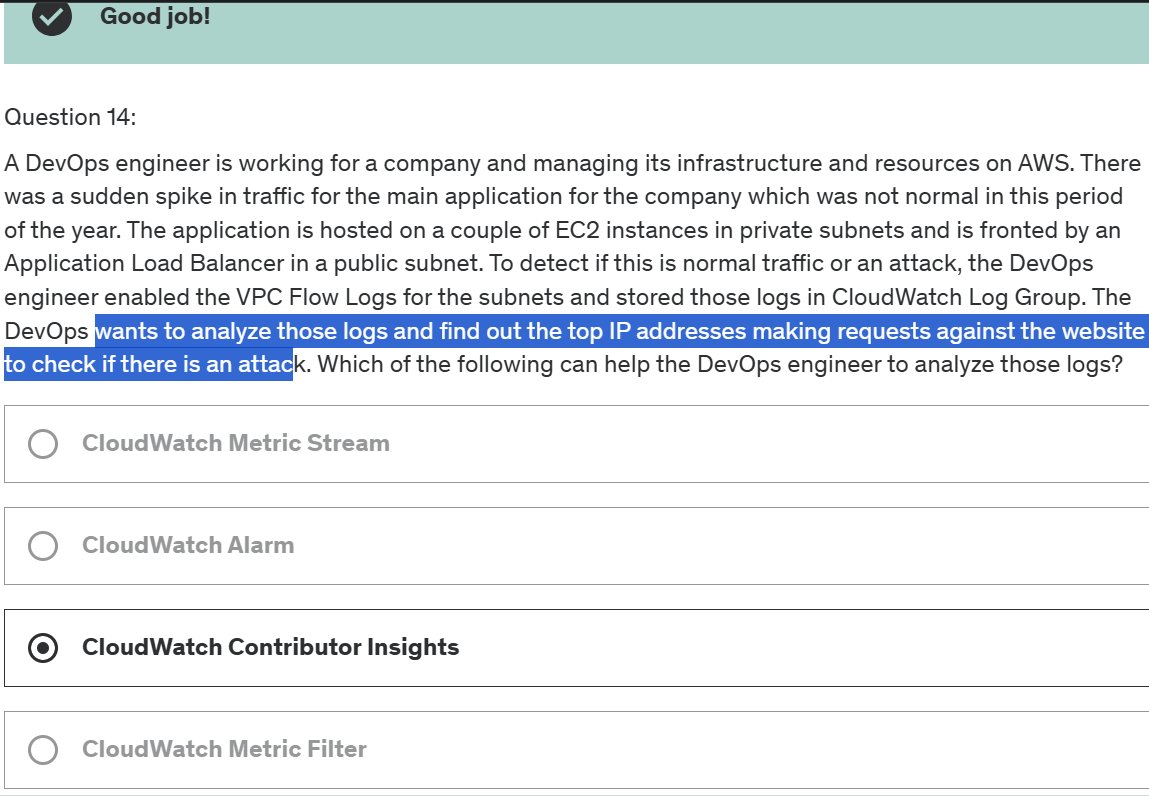 Good job!
Question 14:
A DevOps engineer is working for a company and managing its infrastructure and resources on AWS. There
was a sudden spike in traffic for the main application for the company which was not normal in this period
of the year. The application is hosted on a couple of EC2 instances in private subnets and is fronted by an
Application Load Balancer in a public subnet. To detect if this is normal traffic or an attack, the DevOps
engineer enabled the VPC Flow Logs for the subnets and stored those logs in CloudWatch Log Group. The
DevOps wants to analyze those logs and find out the top IP addresses making requests against the website
to check if there is an attack. Which of the following can help the DevOps engineer to analyze those logs?
CloudWatch Metric Stream
CloudWatch Alarm
CloudWatch Contributor Insights
CloudWatch Metric Filter